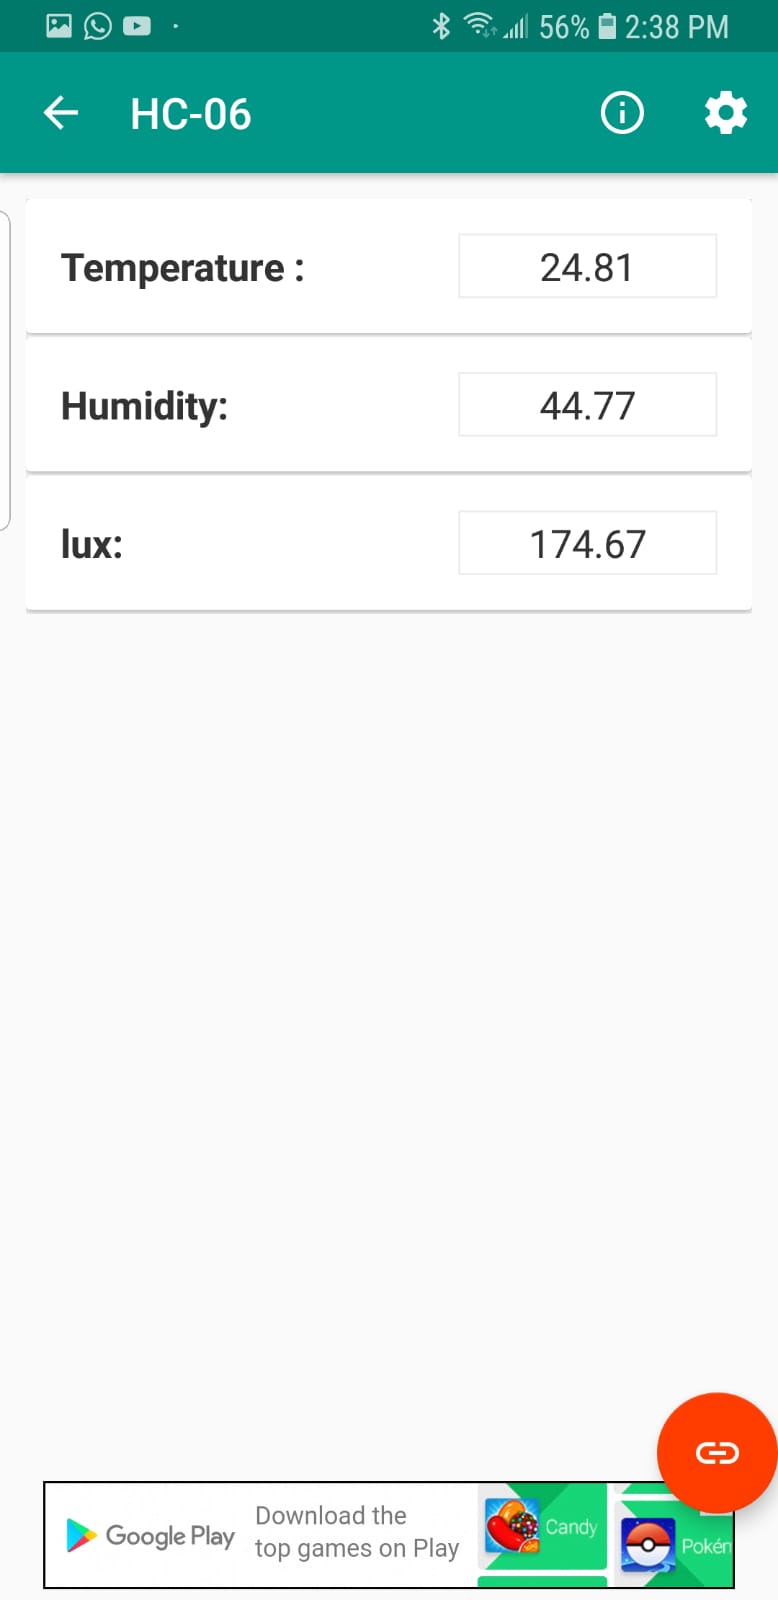 56% 2:38 PM
HC-06
Temperature : 24.81
Humidity: 44.77
lux: 174.67
Google Play
Download the
top games on Play
Candy
Pokém